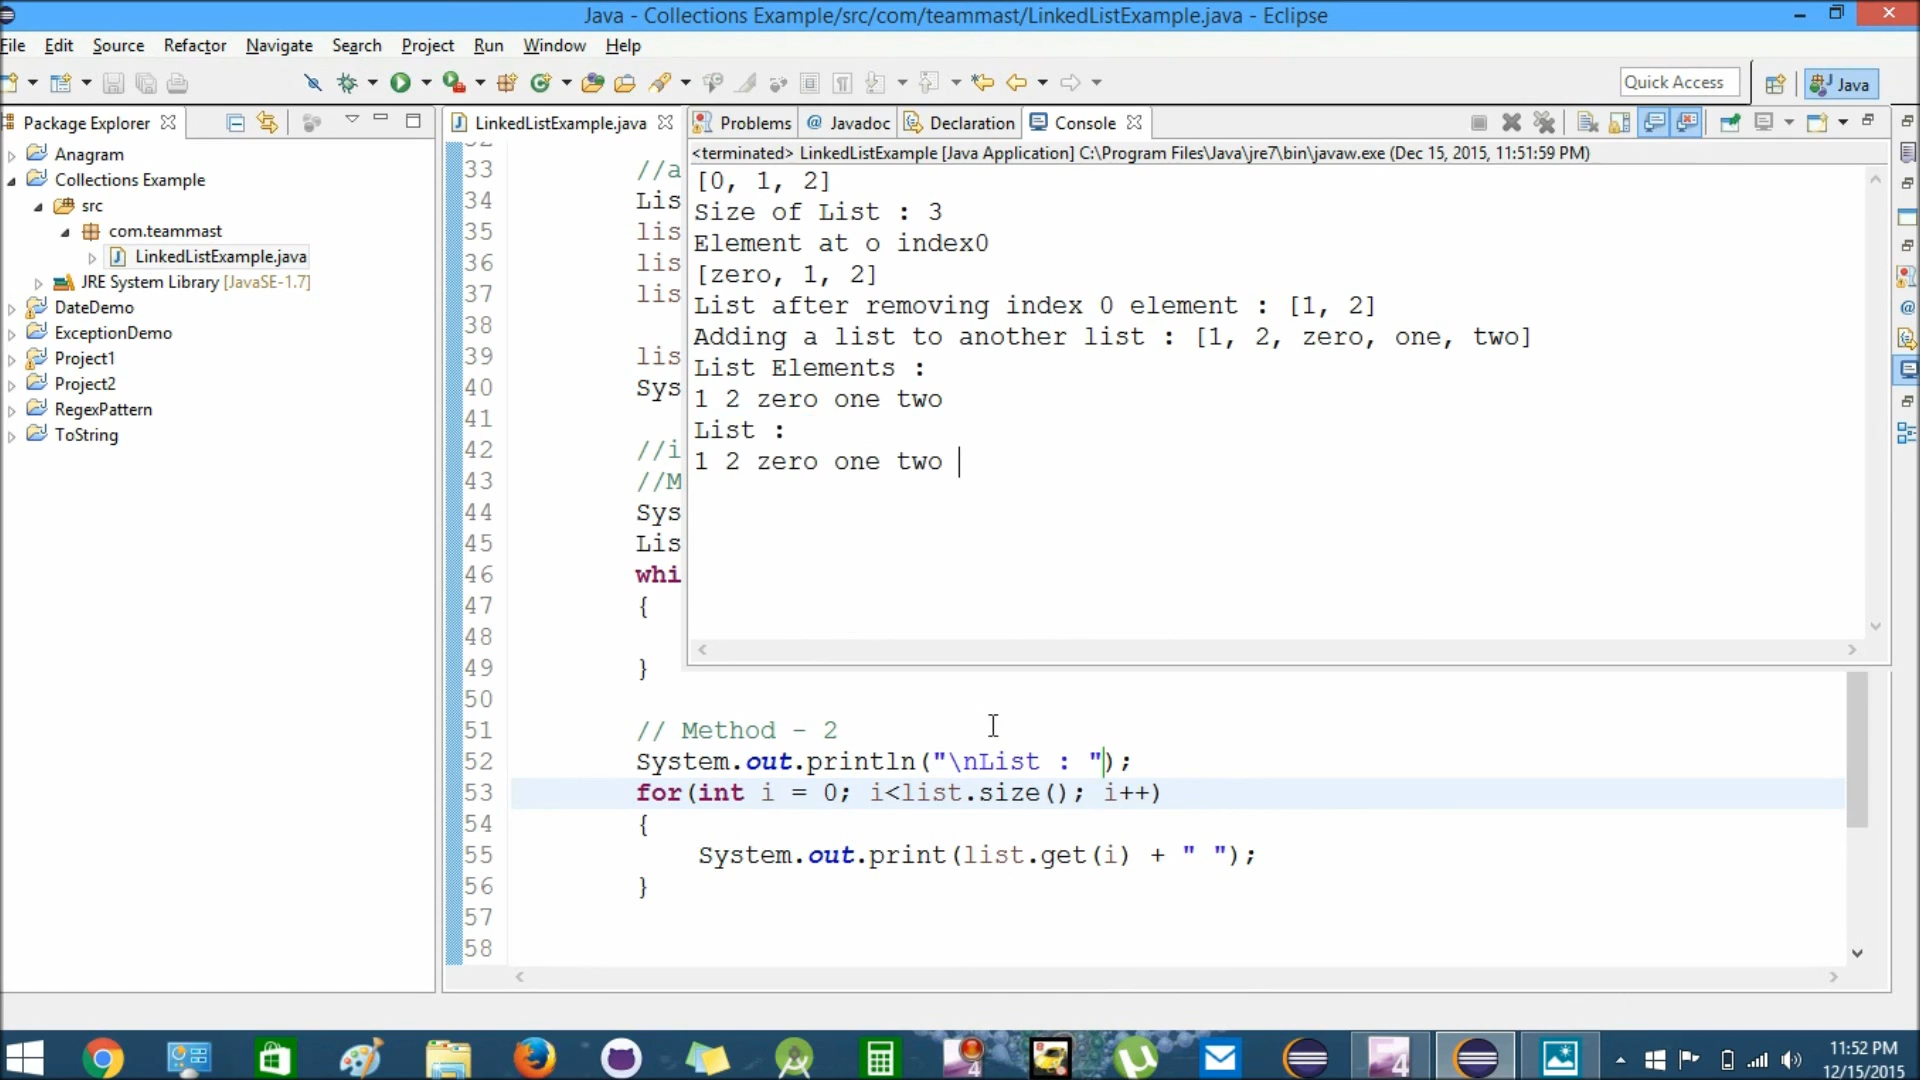 Java - Collections Example/src/com/teammast/LinkedListExample.java - Eclipse
File Edit Source Refactor Navigate Search Project Run Window Help
Quick Access
Java
Package Explorer
Anagram
Collections Example
src
com.teammast
LinkedListExample.java
JRE System Library [JavaSE-1.7]
DateDemo
ExceptionDemo
Project1
Project2
RegexPattern
ToString
LinkedListExample.java
Problems @ Javadoc Declaration Console
<terminated> LinkedListExample [Java Application] C:\Program Files\Java\jre7\bin\javaw.exe (Dec 15, 2015, 11:51:59 PM)
[0, 1, 2]
Size of List : 3
Element at o index0
[zero, 1, 2]
List after removing index 0 element : [1, 2]
Adding a list to another list : [1, 2, zero, one, two]
List Elements :
1 2 zero one two
List :
1 2 zero one two
33 //a
34 Lis
35 lis
36 lis
37 lis
38
39 lis
40 Sys
41
42 //i
43 //M
44 Sys
45 Lis
46 whi
47 {
48
49 }
50
51 // Method - 2
52 System.out.println("\nList : ");
53 for(int i = 0; i<list.size(); i++)
54 {
55 System.out.print(list.get(i) + " ");
56 }
57
58
11:52 PM
12/15/2015